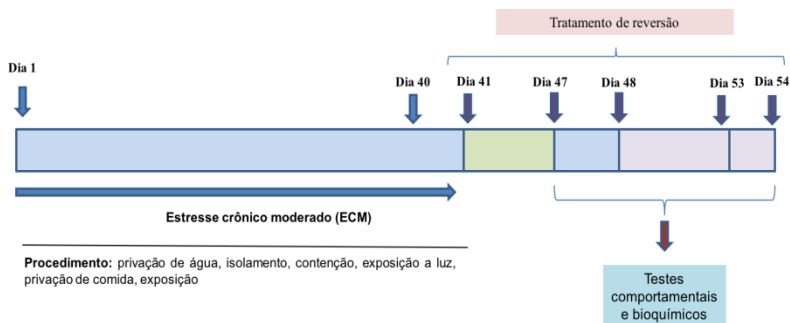 Tratamento de reversão
Dia 1
Dia 40
Dia 41
Dia 47
Dia 48
Dia 53
Dia 54
Estresse crônico moderado (ECM)
Procedimento: privação de água, isolamento, contenção, exposição a luz,
privação de comida, exposição
Testes
comportamentais
e bioquímicos